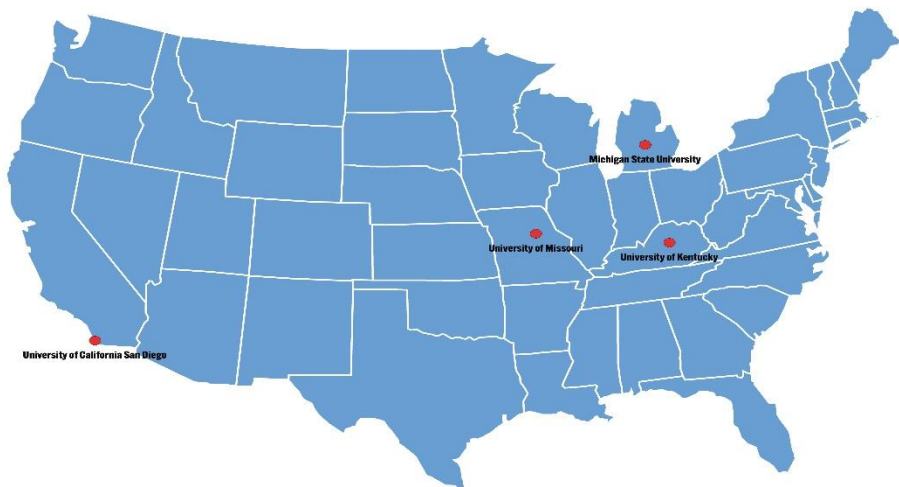 Michigan State University
University of Missouri
University of Kentucky
University of California San Diego